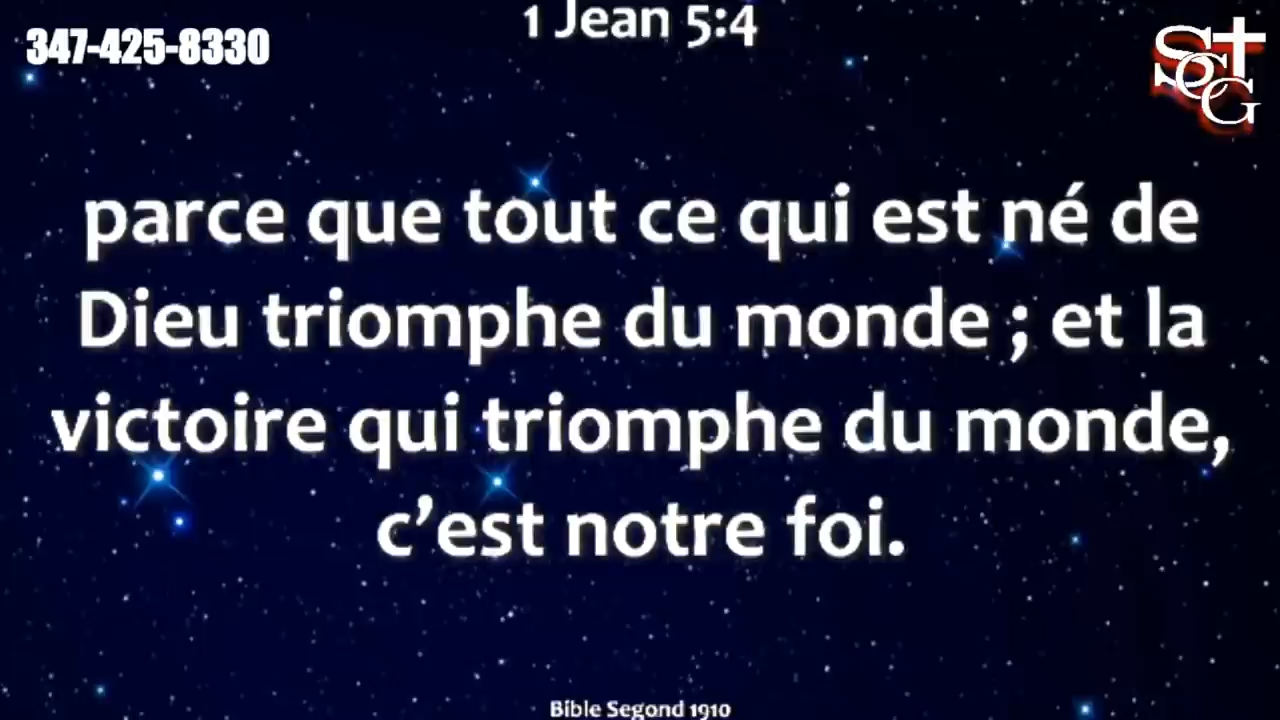 1 Jean 5:4
347-425-8330
StCG
parce que tout ce qui est né de
Dieu triomphe du monde ; et la
victoire qui triomphe du monde,
c’est notre foi.
Bible Segond 1910